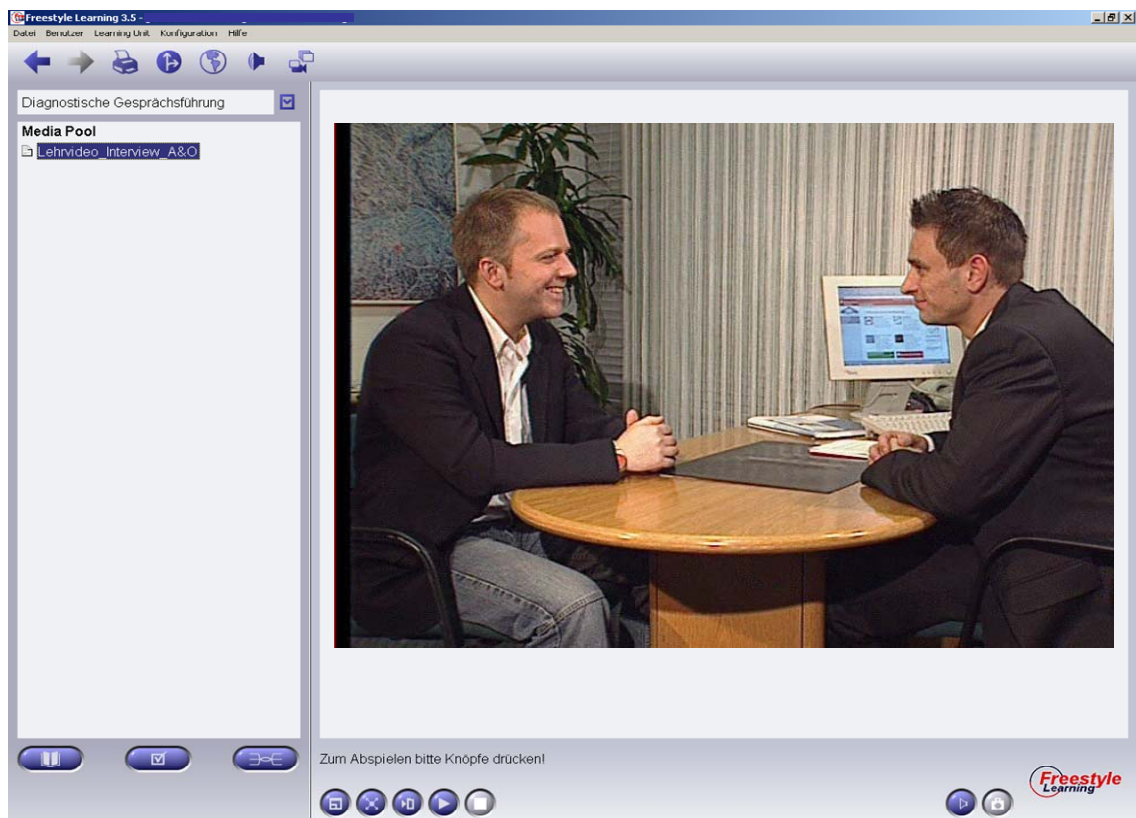 Freestyle Learning 3.5 -
Datei Benutzer Learning Unit Konfiguration Hilfe
Diagnostische Gesprächsführung
Media Pool
Lehrvideo_Interview_A&O
Zum Abspielen bitte Knöpfe drücken!
Freestyle
Learning